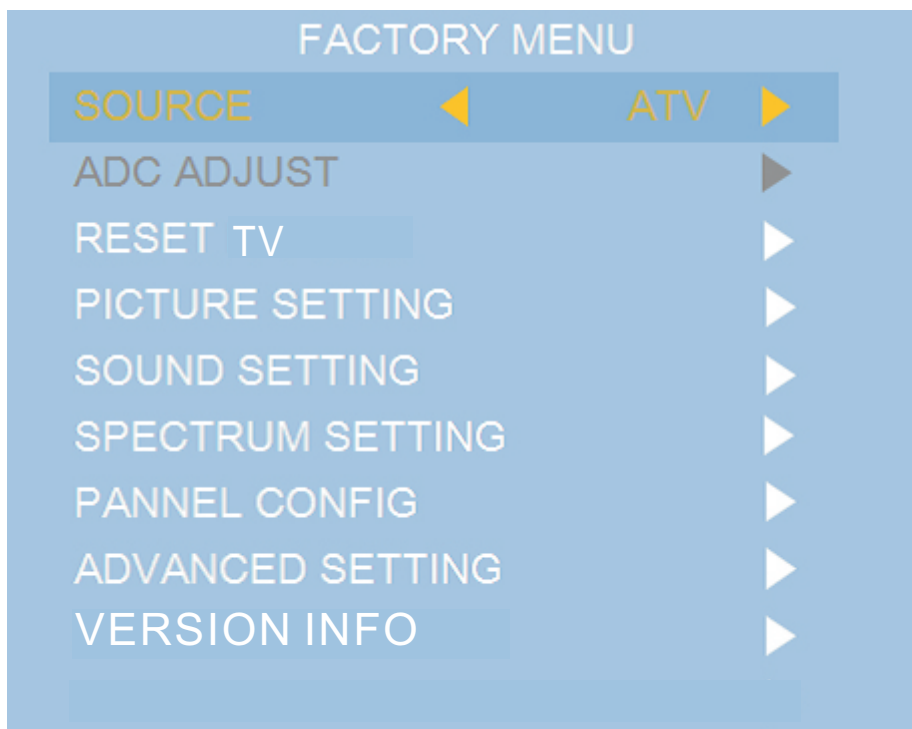 FACTORY MENU
SOURCE ATV
ADC ADJUST
RESET TV
PICTURE SETTING
SOUND SETTING
SPECTRUM SETTING
PANNEL CONFIG
ADVANCED SETTING
VERSION INFO